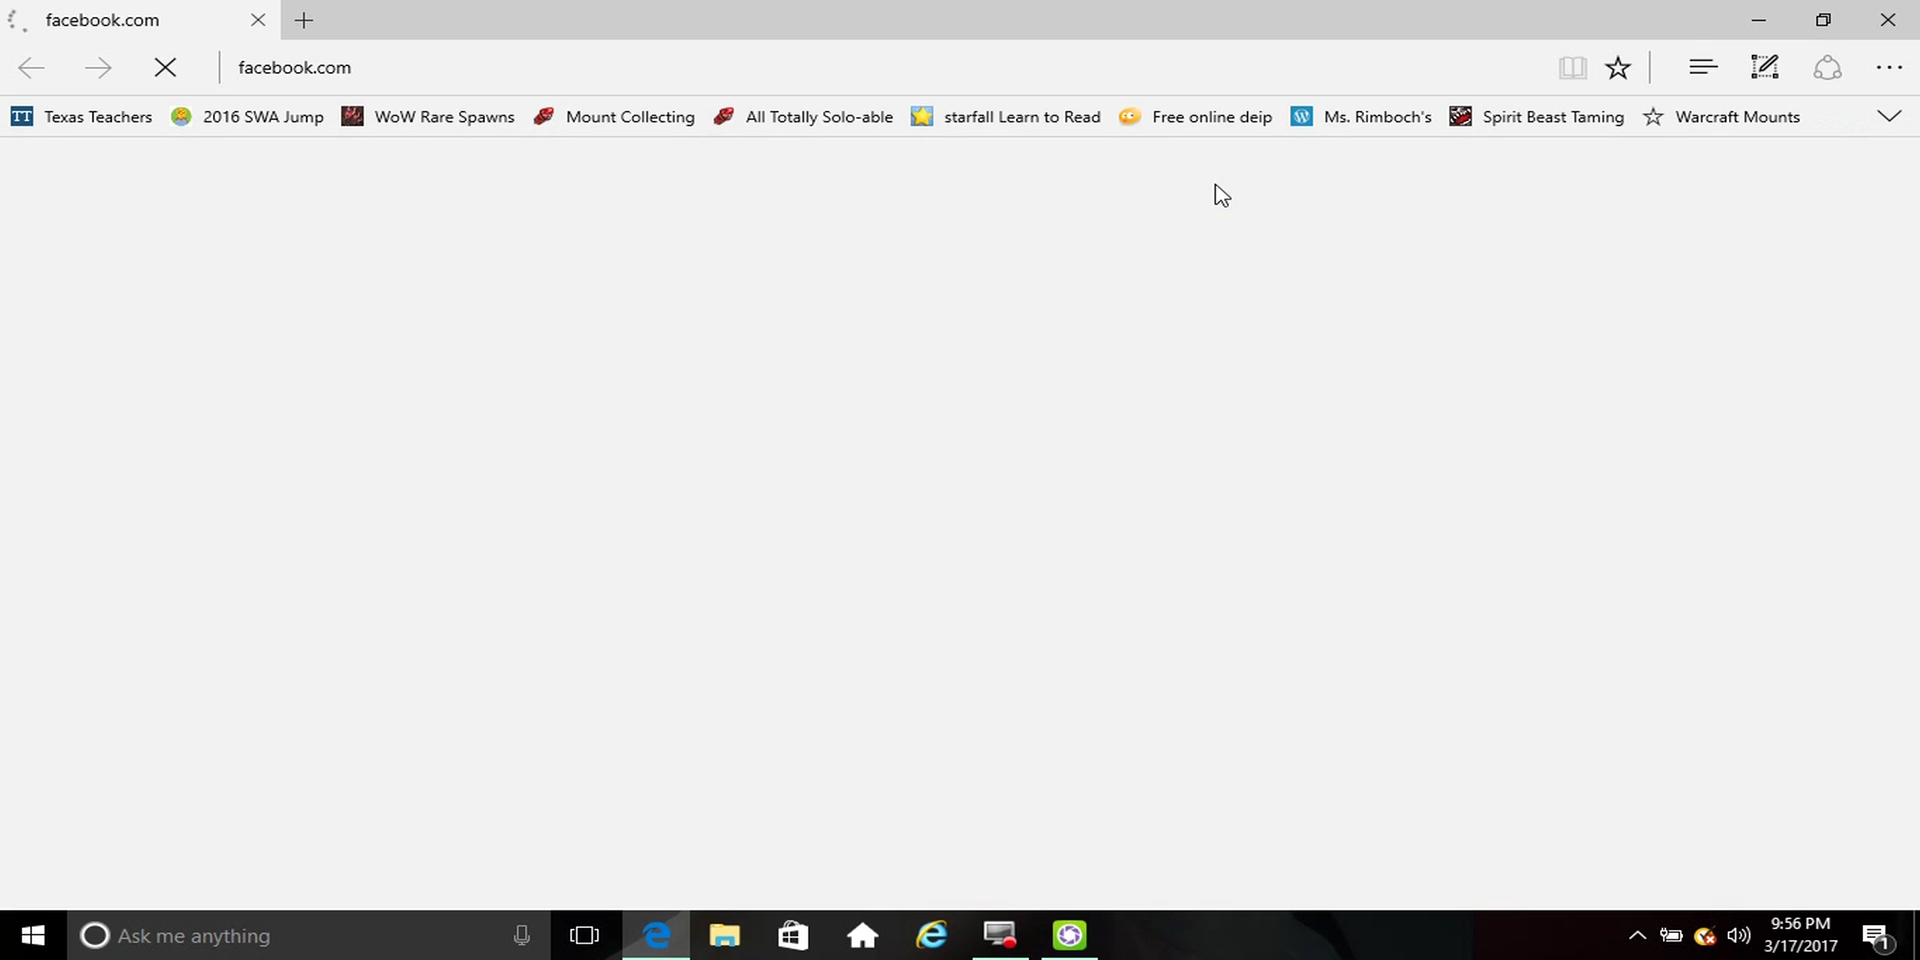 facebook.com
facebook.com
TT Texas Teachers 2016 SWA Jump WoW Rare Spawns Mount Collecting All Totally Solo-able starfall Learn to Read Free online deip Ms. Rimboch's Spirit Beast Taming Warcraft Mounts
Ask me anything
9:56 PM
3/17/2017
1